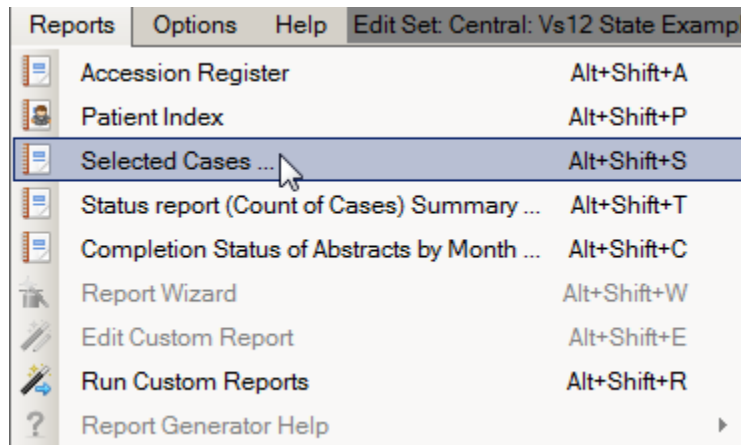 Reports Options Help Edit Set: Central: Vs12 State Exampl
Accession Register Alt+Shift+A
Patient Index Alt+Shift+P
Selected Cases ... Alt+Shift+S
Status report (Count of Cases) Summary ... Alt+Shift+T
Completion Status of Abstracts by Month ... Alt+Shift+C
Report Wizard Alt+Shift+W
Edit Custom Report Alt+Shift+E
Run Custom Reports Alt+Shift+R
Report Generator Help